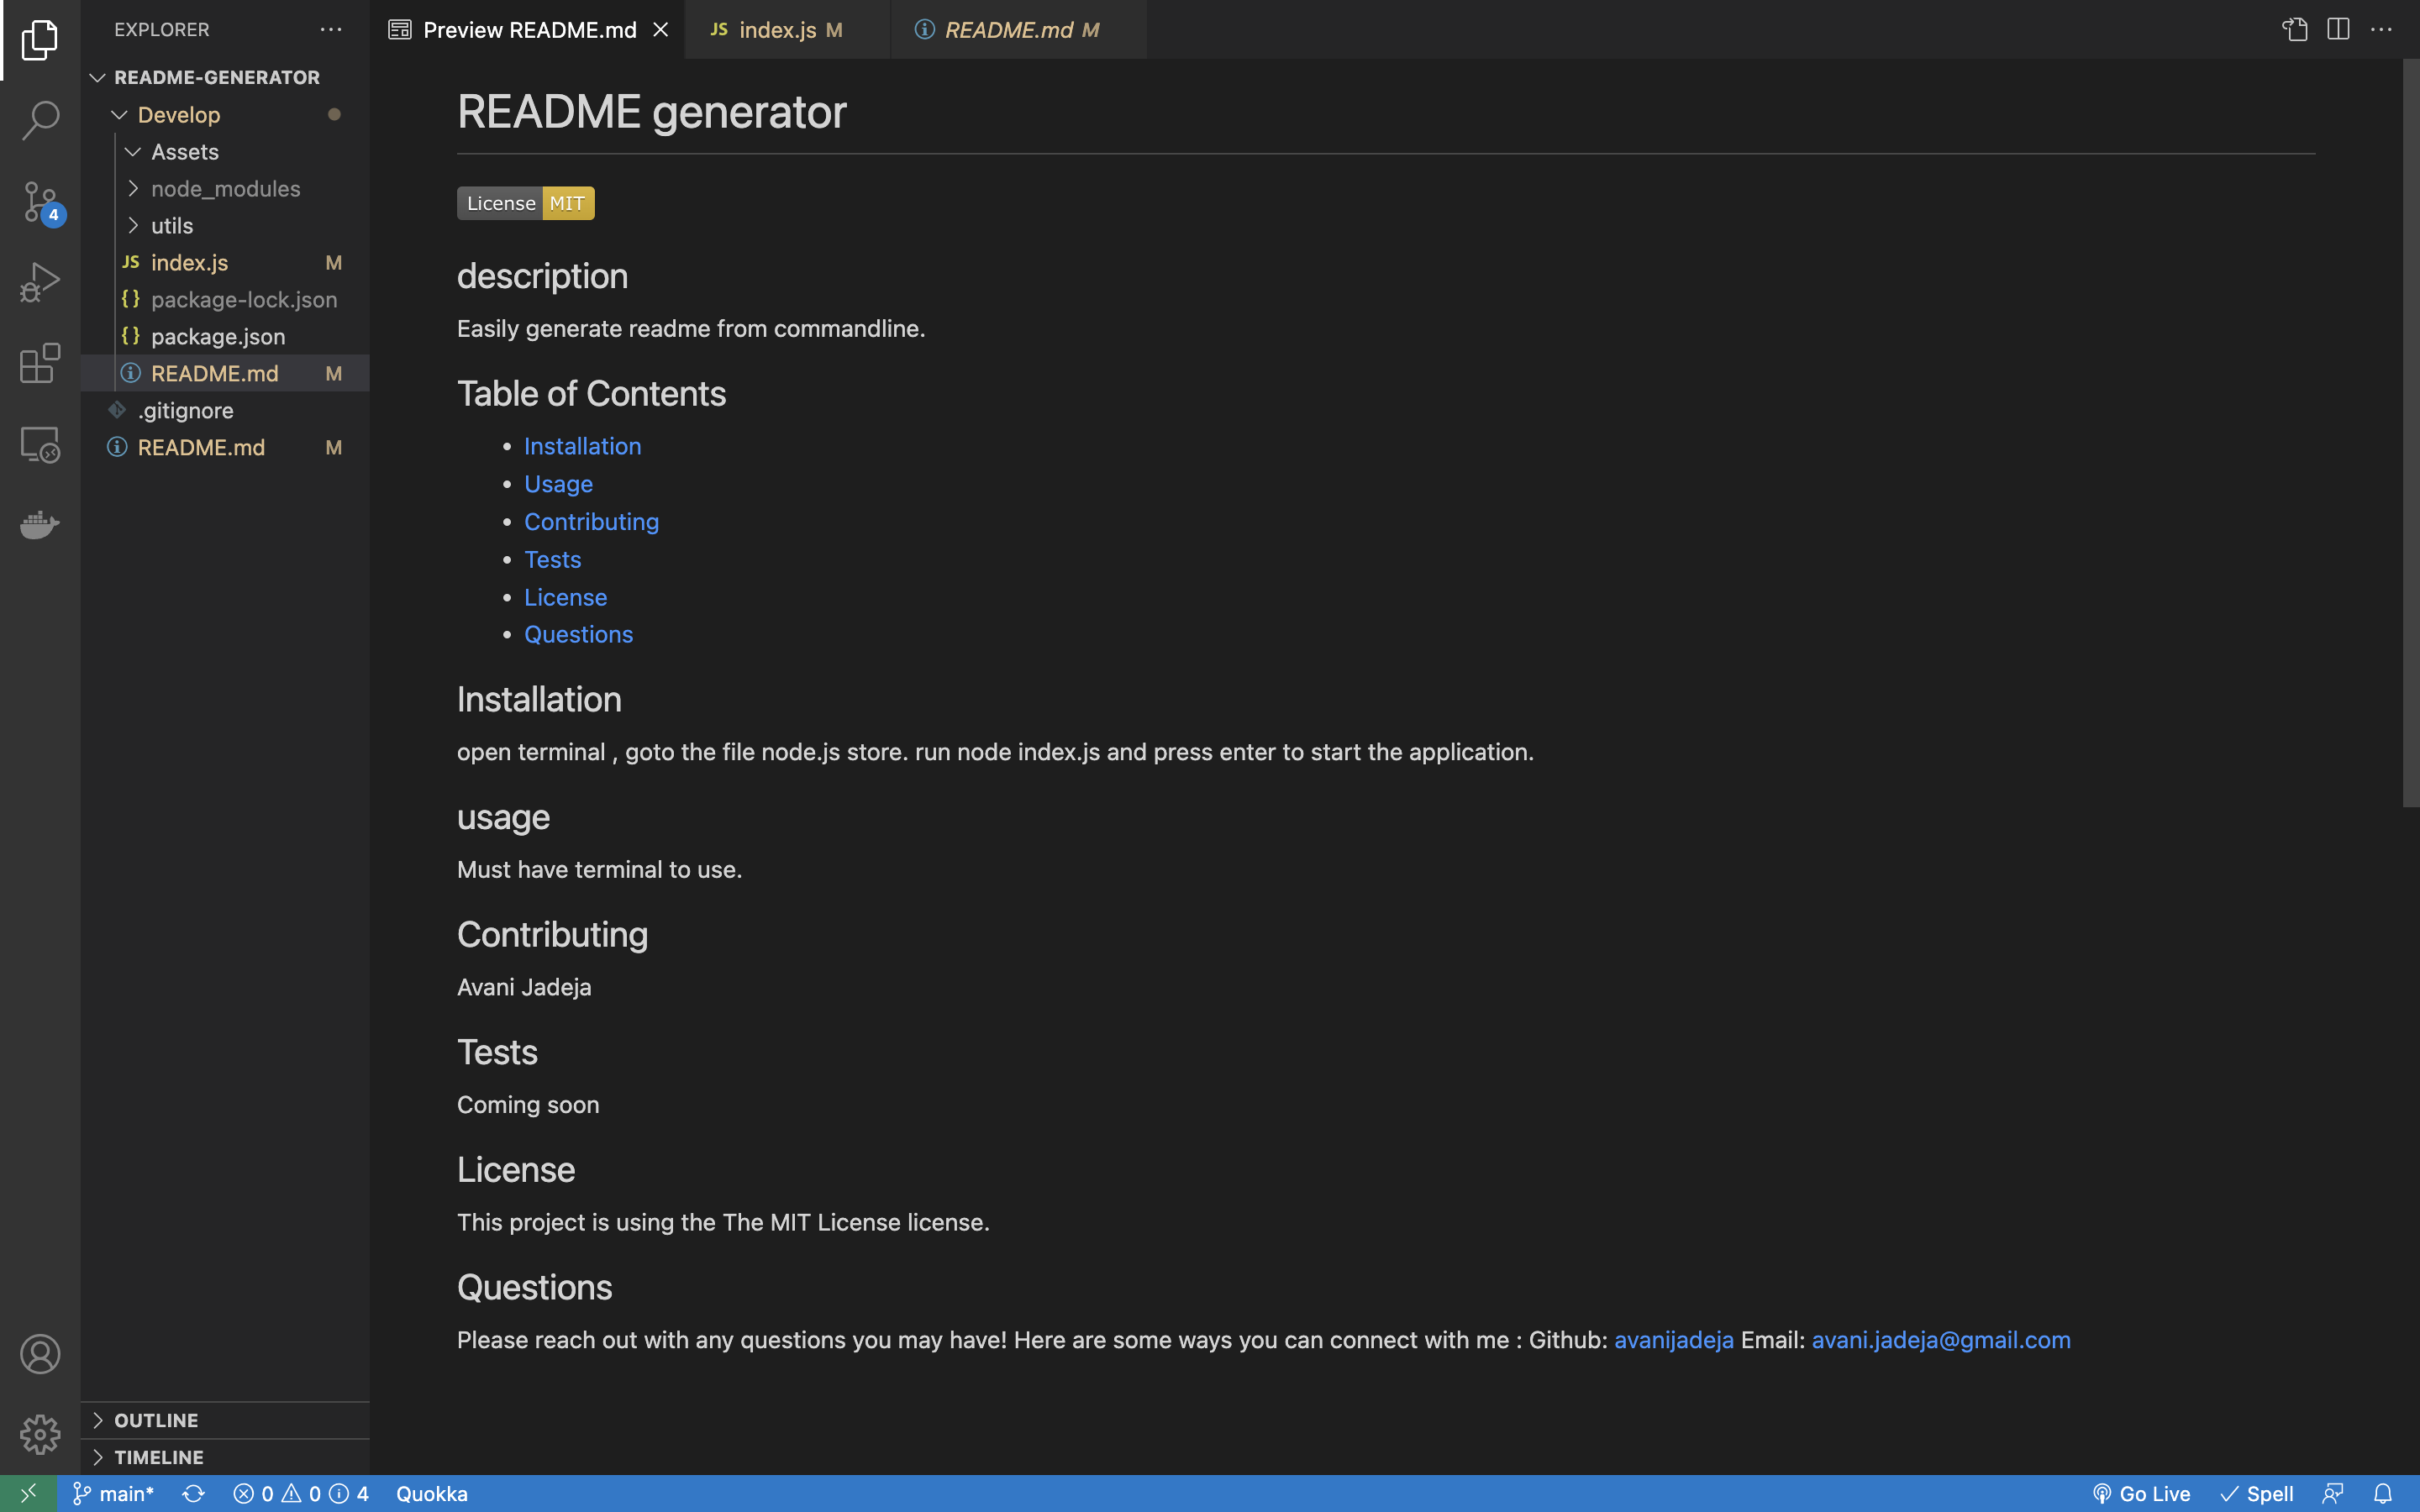 EXPLORER
README-GENERATOR
Develop
Assets
node_modules
utils
JS index.js M
{} package-lock.json
{} package.json
README.md M
.gitignore
README.md M
4
OUTLINE
TIMELINE
Preview README.md
JS index.js M
README.md M
README generator
License MIT
description
Easily generate readme from commandline.
Table of Contents
• Installation
• Usage
• Contributing
• Tests
• License
• Questions
Installation
open terminal , goto the file node.js store. run node index.js and press enter to start the application.
usage
Must have terminal to use.
Contributing
Avani Jadeja
Tests
Coming soon
License
This project is using the The MIT License license.
Questions
Please reach out with any questions you may have! Here are some ways you can connect with me : Github: avanijadeja Email: avani.jadeja@gmail.com
main* 0 0 4 Quokka Go Live Spell